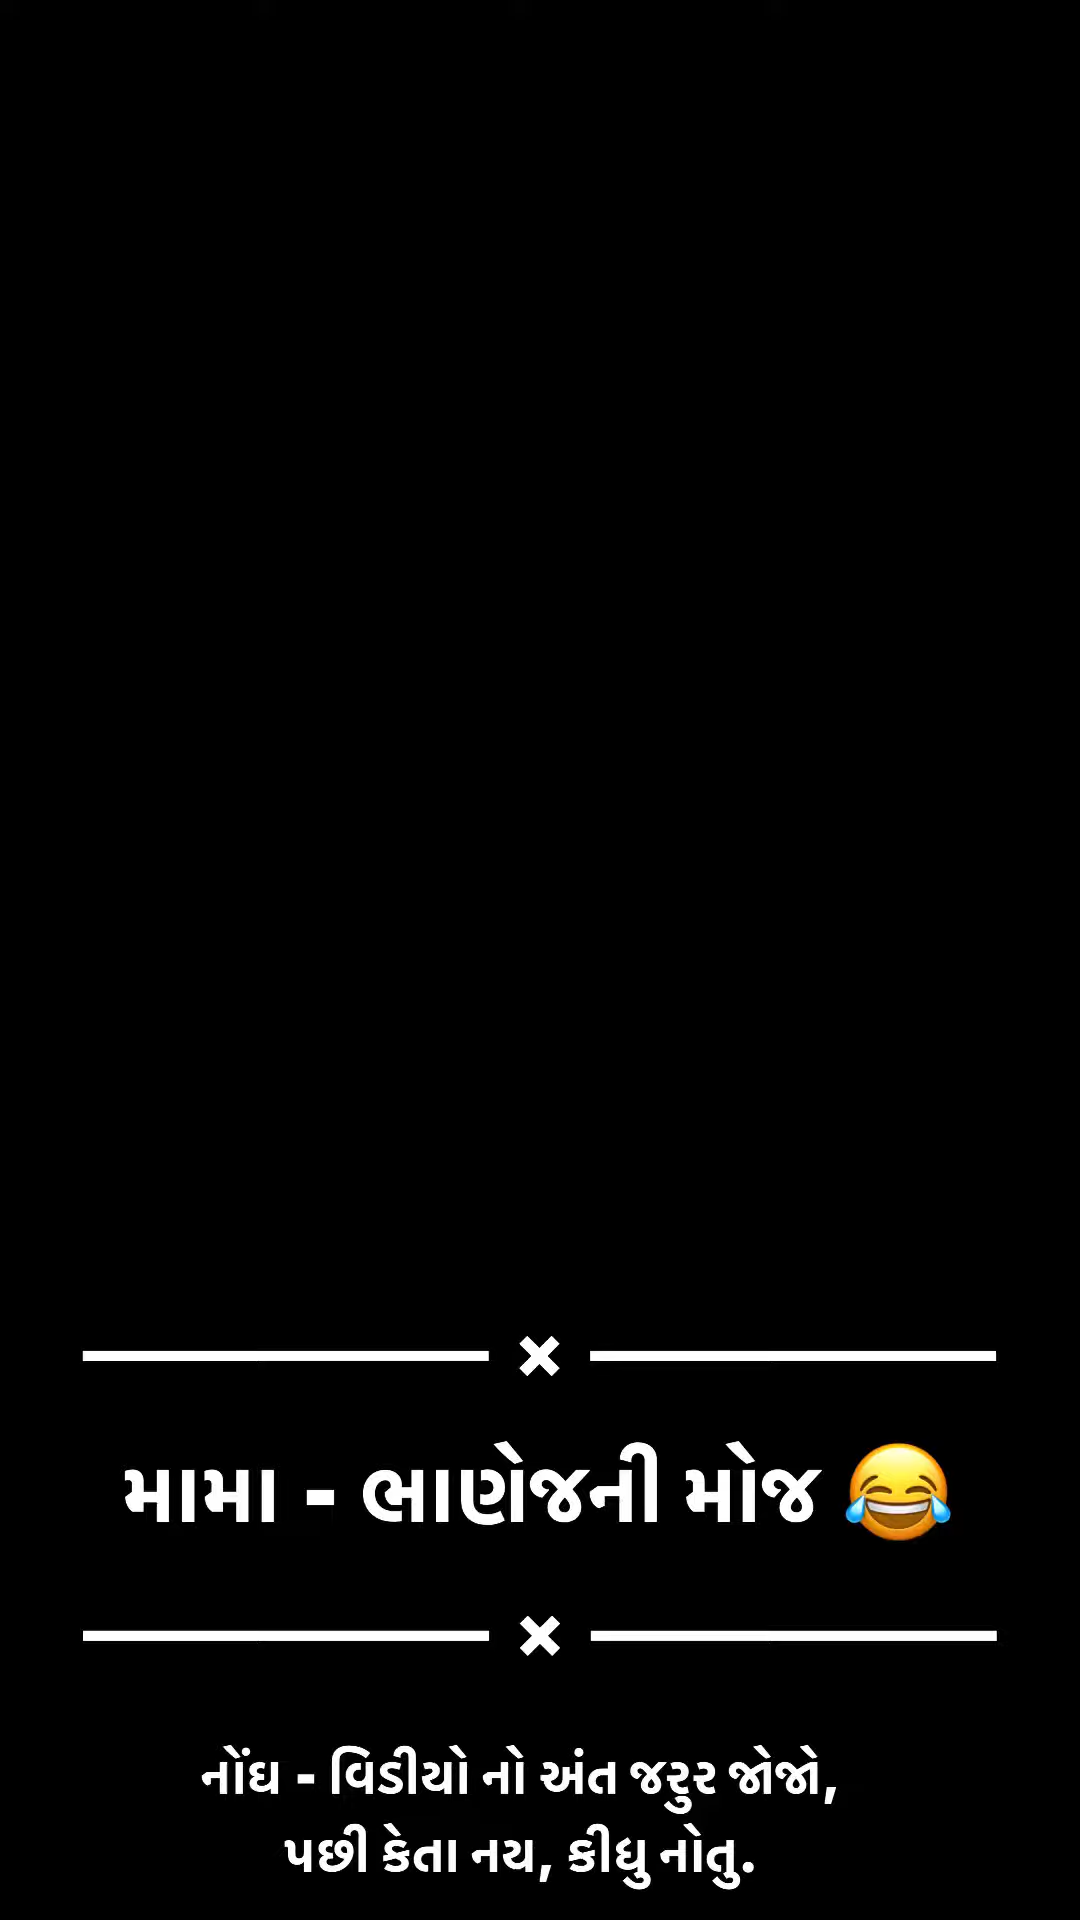 મામા - ભાણેજની મોજ 😂
નોંઘ - વિડીયો નો અંત જરુર જોજો,
પછી કેતા નય, કીધુ નોતુ.